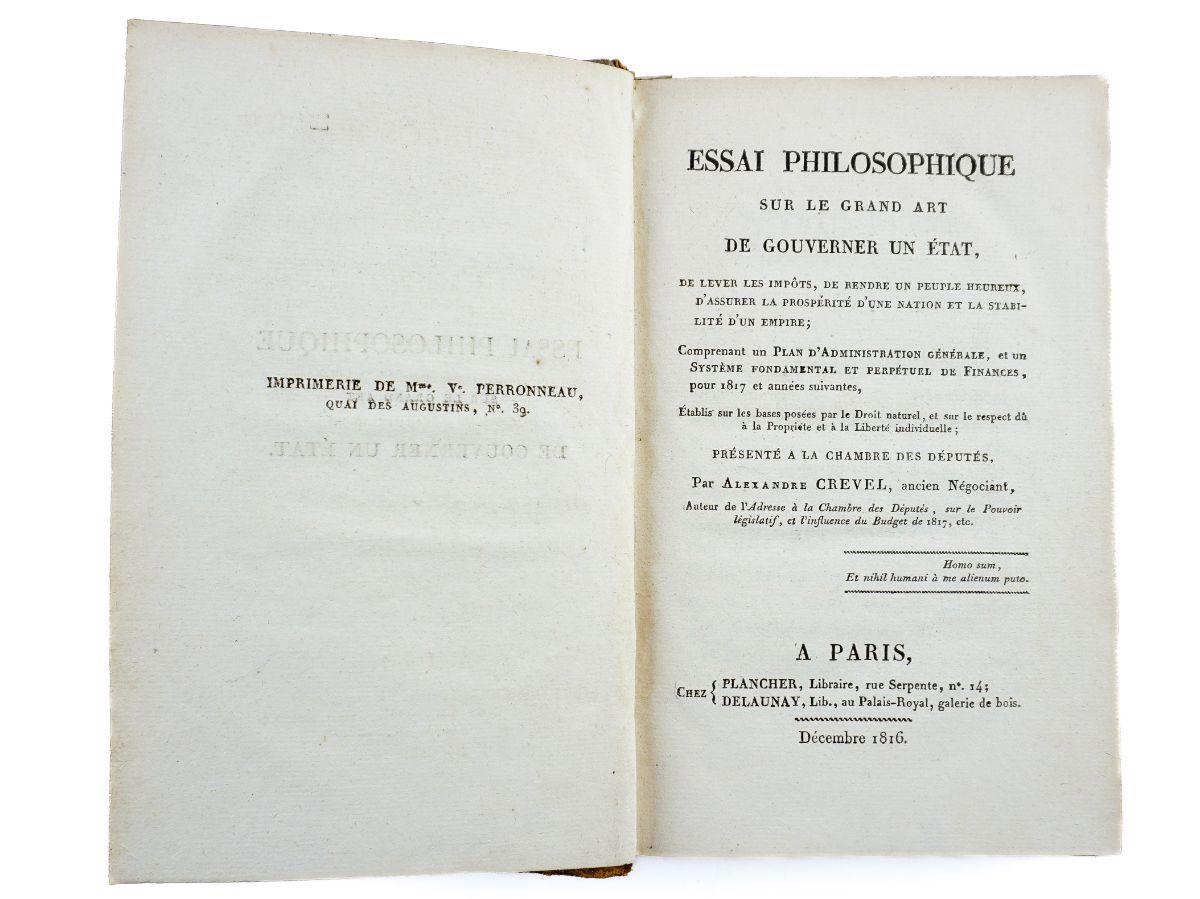 IMPRIMERIE DE Mme. Ve. PERRONNEAU,
QUAI DES AUGUSTINS, No. 39.
ESSAI PHILOSOPHIQUE
SUR LE GRAND ART
DE GOUVERNER UN ÉTAT,
DE LEVER LES IMPÔTS, DE RENDRE UN PEUPLE HEUREUX,
D'ASSURER LA PROSPÉRITÉ D'UNE NATION ET LA STABI-
LITÉ D'UN EMPIRE;
Comprenant un PLAN D'ADMINISTRATION GÉNÉRALE, et un
SYSTÈME FONDAMENTAL ET PERPÉTUEL DE FINANCES,
pour 1817 et années suivantes,
Établis sur les bases posées par le Droit naturel, et sur le respect dû
à la Propriéte et à la Liberté individuelle;
PRÉSENTÉ A LA CHAMBRE DES DÉPUTÉS,
Par ALEXANDRE CREVEL, ancien Négociant,
Auteur de l'Adresse à la Chambre des Députés, sur le Pouvoir
législatif, et l'influence du Budget de 1817, etc.
Homo sum,
Et nihil humani à me alienum puto.
A PARIS,
CHEZ { PLANCHER, Libraire, rue Serpente, no. 14;
DELAUNAY, Lib., au Palais-Royal, galerie de bois.
Décembre 1816.